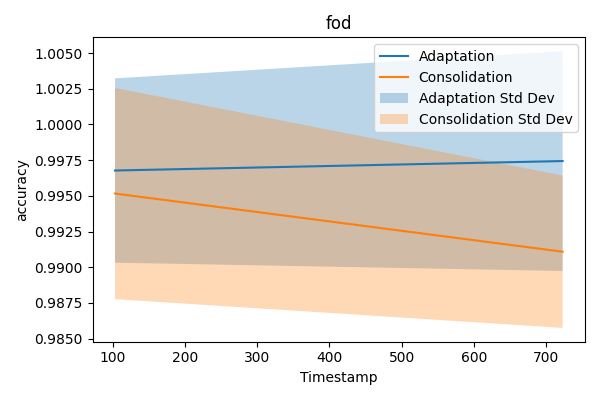 fod
1.0050
1.0025
1.0000
0.9975
0.9950
0.9925
0.9900
0.9875
0.9850
accuracy
100
200
300
400
500
600
700
Timestamp
Adaptation
Consolidation
Adaptation Std Dev
Consolidation Std Dev